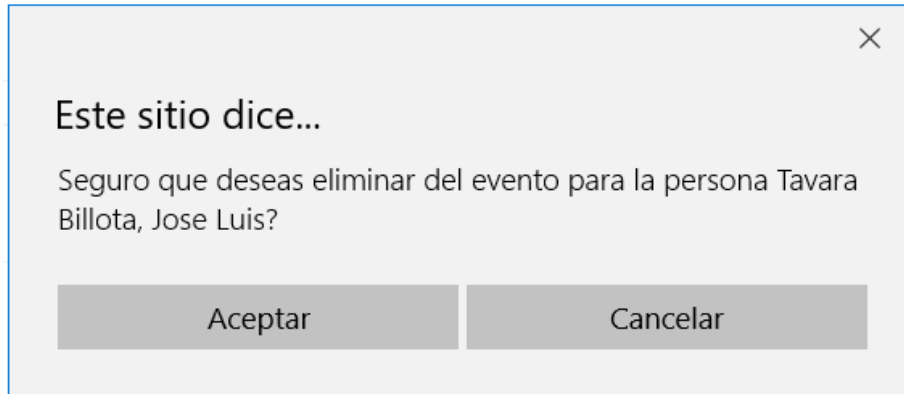 Este sitio dice...
Seguro que deseas eliminar del evento para la persona Tavara
Billota, Jose Luis?
Aceptar
Cancelar